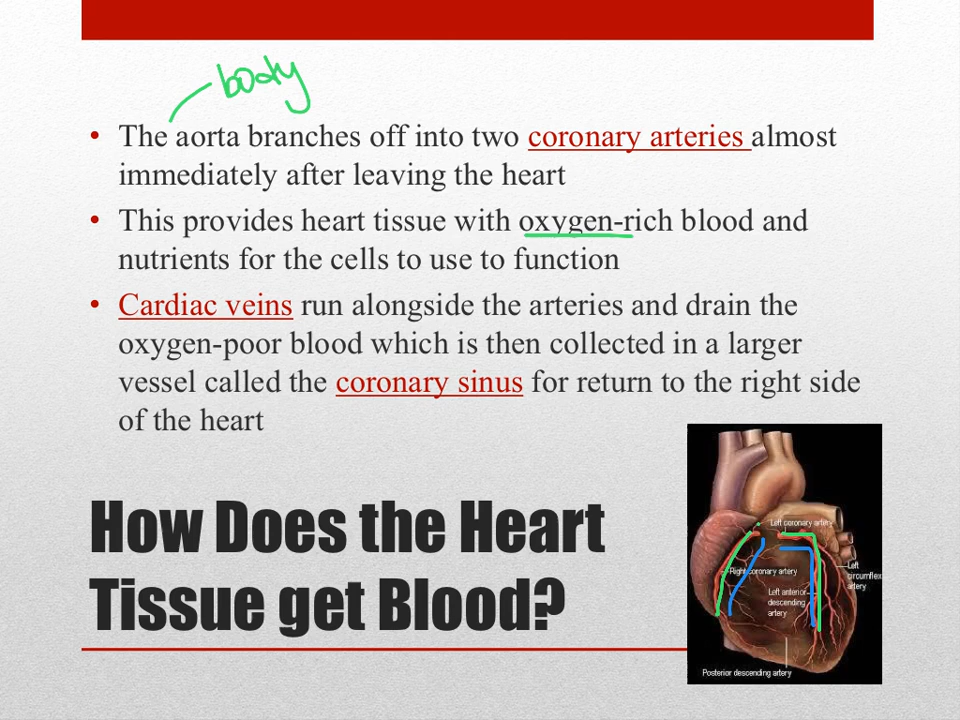 body
• The aorta branches off into two coronary arteries almost
immediately after leaving the heart
• This provides heart tissue with oxygen-rich blood and
nutrients for the cells to use to function
• Cardiac veins run alongside the arteries and drain the
oxygen-poor blood which is then collected in a larger
vessel called the coronary sinus for return to the right side
of the heart
How Does the Heart
Tissue get Blood?
Left coronary artery
Right coronary artery
Left
circumflex
artery
Left anterior
descending
artery
Posterior descending artery